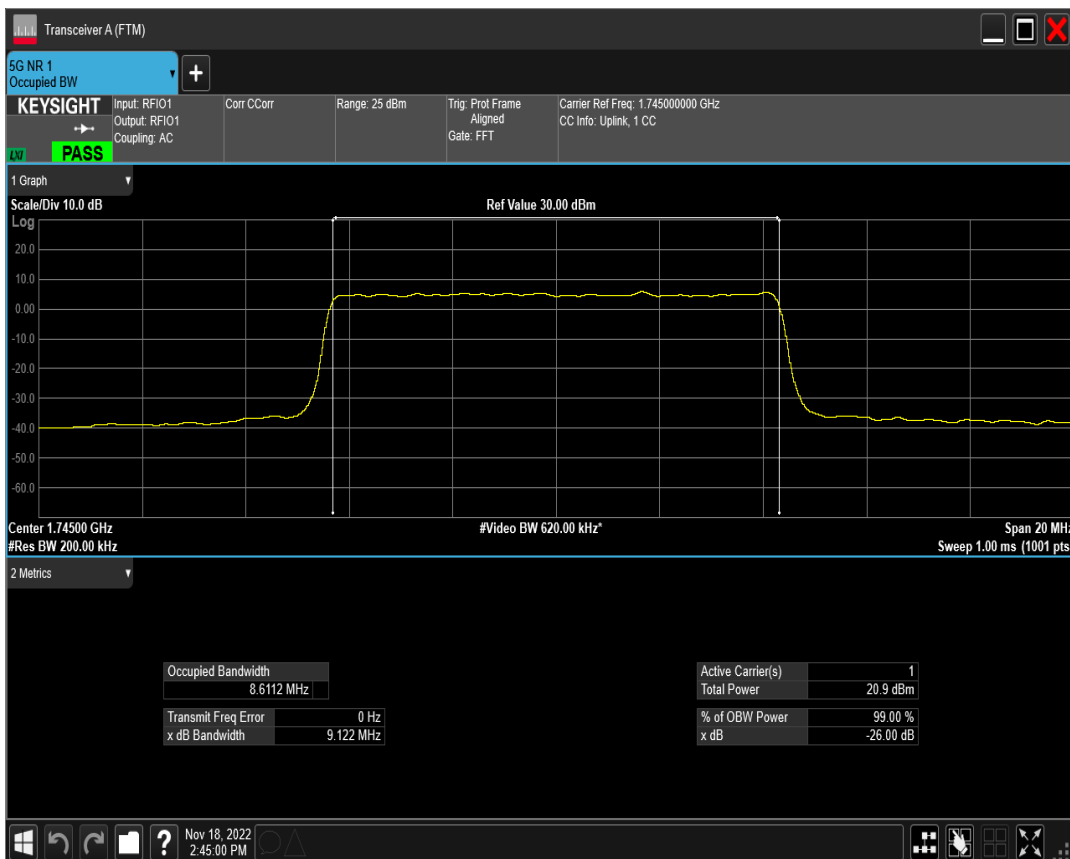 Transceiver A (FTM)
5G NR 1
Occupied BW
+
KEYSIGHT
LXI
PASS
Input: RFIO1
Output: RFIO1
Coupling: AC
Corr CCorr
Range: 25 dBm
Trig: Prot Frame
Aligned
Gate: FFT
Carrier Ref Freq: 1.745000000 GHz
CC Info: Uplink, 1 CC
1 Graph
Scale/Div 10.0 dB
Ref Value 30.00 dBm
Log
20.0
10.0
0.00
-10.0
-20.0
-30.0
-40.0
-50.0
-60.0
Center 1.74500 GHz
#Video BW 620.00 kHz*
Span 20 MHz
#Res BW 200.00 kHz
Sweep 1.00 ms (1001 pts
2 Metrics
Occupied Bandwidth
8.6112 MHz
Transmit Freq Error 0 Hz
x dB Bandwidth 9.122 MHz
Active Carrier(s) 1
Total Power 20.9 dBm
% of OBW Power 99.00 %
x dB -26.00 dB
?
Nov 18, 2022
2:45:00 PM